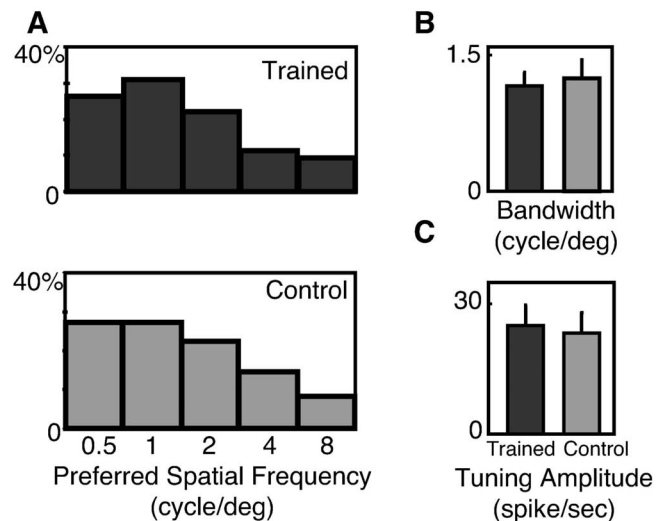 A
40%
Trained
0
40%
Control
0
0.5 1 2 4 8
Preferred Spatial Frequency
(cycle/deg)
B
1.5
0
Bandwidth
(cycle/deg)
C
30
0
Trained Control
Tuning Amplitude
(spike/sec)